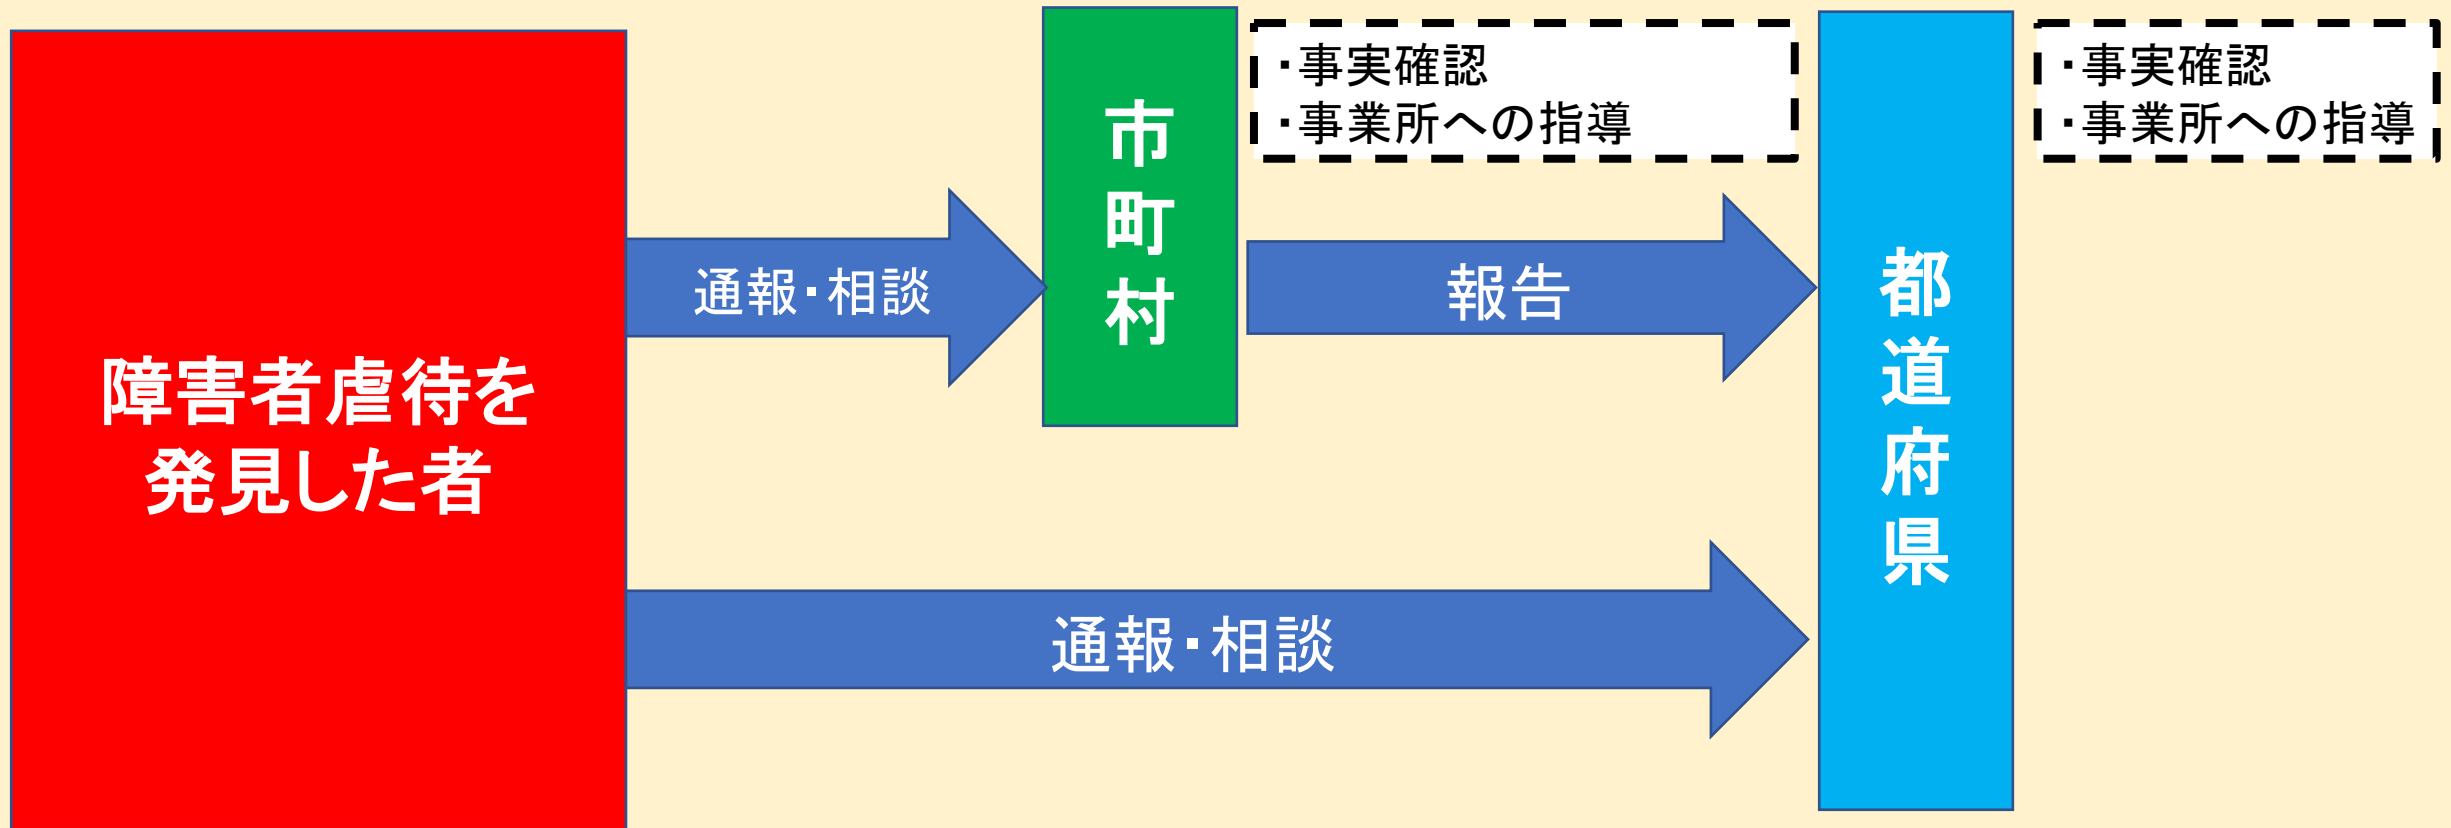 障害者虐待を
発見した者
通報・相談
市町村
・事実確認
・事業所への指導
報告
通報・相談
都道府県
・事実確認
・事業所への指導